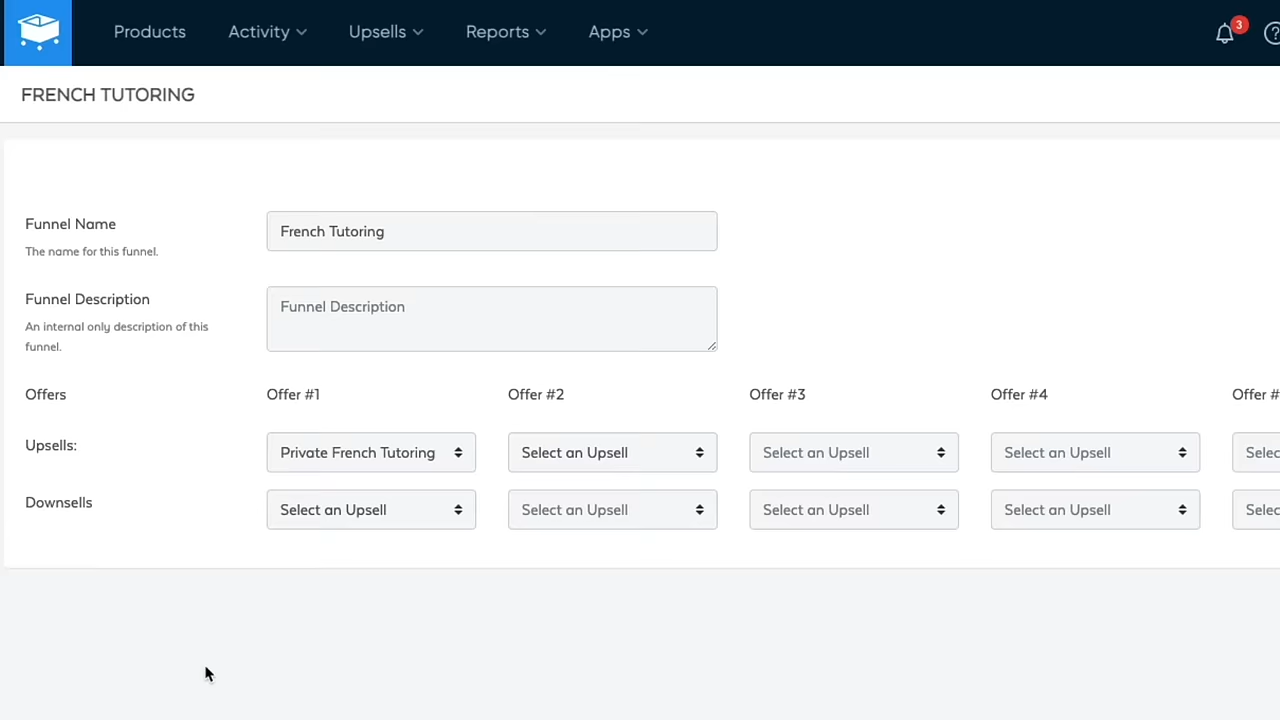 Products Activity Upsells Reports Apps 3
FRENCH TUTORING
Funnel Name
The name for this funnel.
French Tutoring
Funnel Description
An internal only description of this
funnel.
Funnel Description
Offers Offer #1 Offer #2 Offer #3 Offer #4 Offer #
Upsells: Private French Tutoring Select an Upsell Select an Upsell Select an Upsell Selec
Downsells Select an Upsell Select an Upsell Select an Upsell Select an Upsell Selec